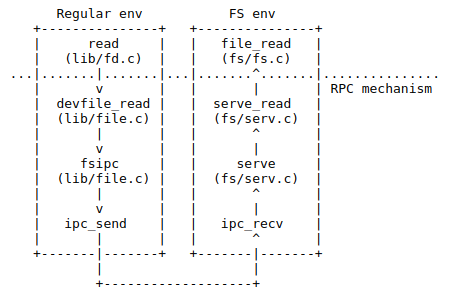 Regular env           FS env
   +---------------+   +---------------+
   |      read     |   |   file_read   |
   |   (lib/fd.c)  |   |   (fs/fs.c)   |
...|.......|.......|...|.......^.......|...............
   |       v       |   |       |       | RPC mechanism
   |  devfile_read |   |  serve_read   |
   |  (lib/file.c) |   |  (fs/serv.c)  |
   |       |       |   |       ^       |
   |       v       |   |       |       |
   |     fsipc     |   |     serve     |
   |  (lib/file.c) |   |  (fs/serv.c)  |
   |       |       |   |       ^       |
   |       v       |   |       |       |
   |   ipc_send    |   |   ipc_recv    |
   |       |       |   |       ^       |
   +-------|-------+   +-------|-------+
           |                   |
           +-------------------+